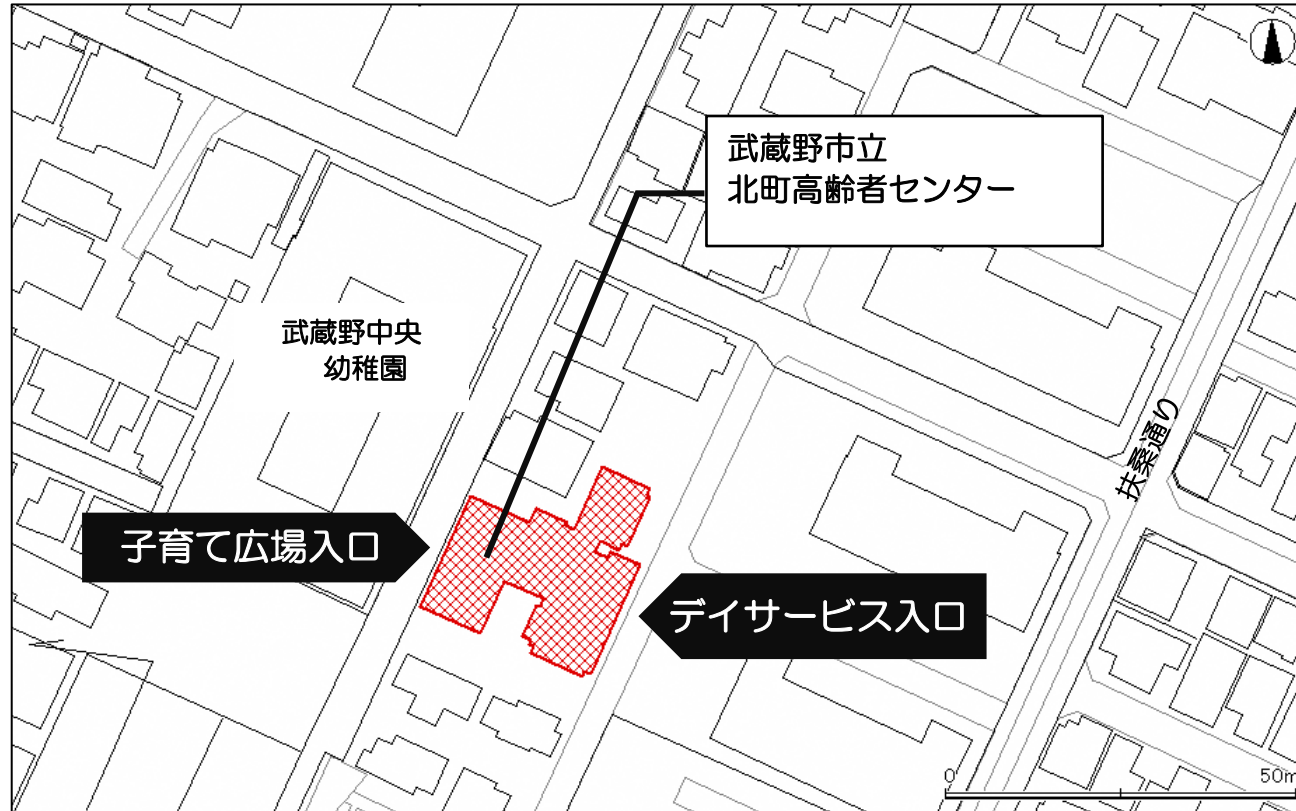 武蔵野市立
北町高齢者センター
武蔵野中央
幼稚園
扶桑通り
子育て広場入口
デイサービス入口
0
50m